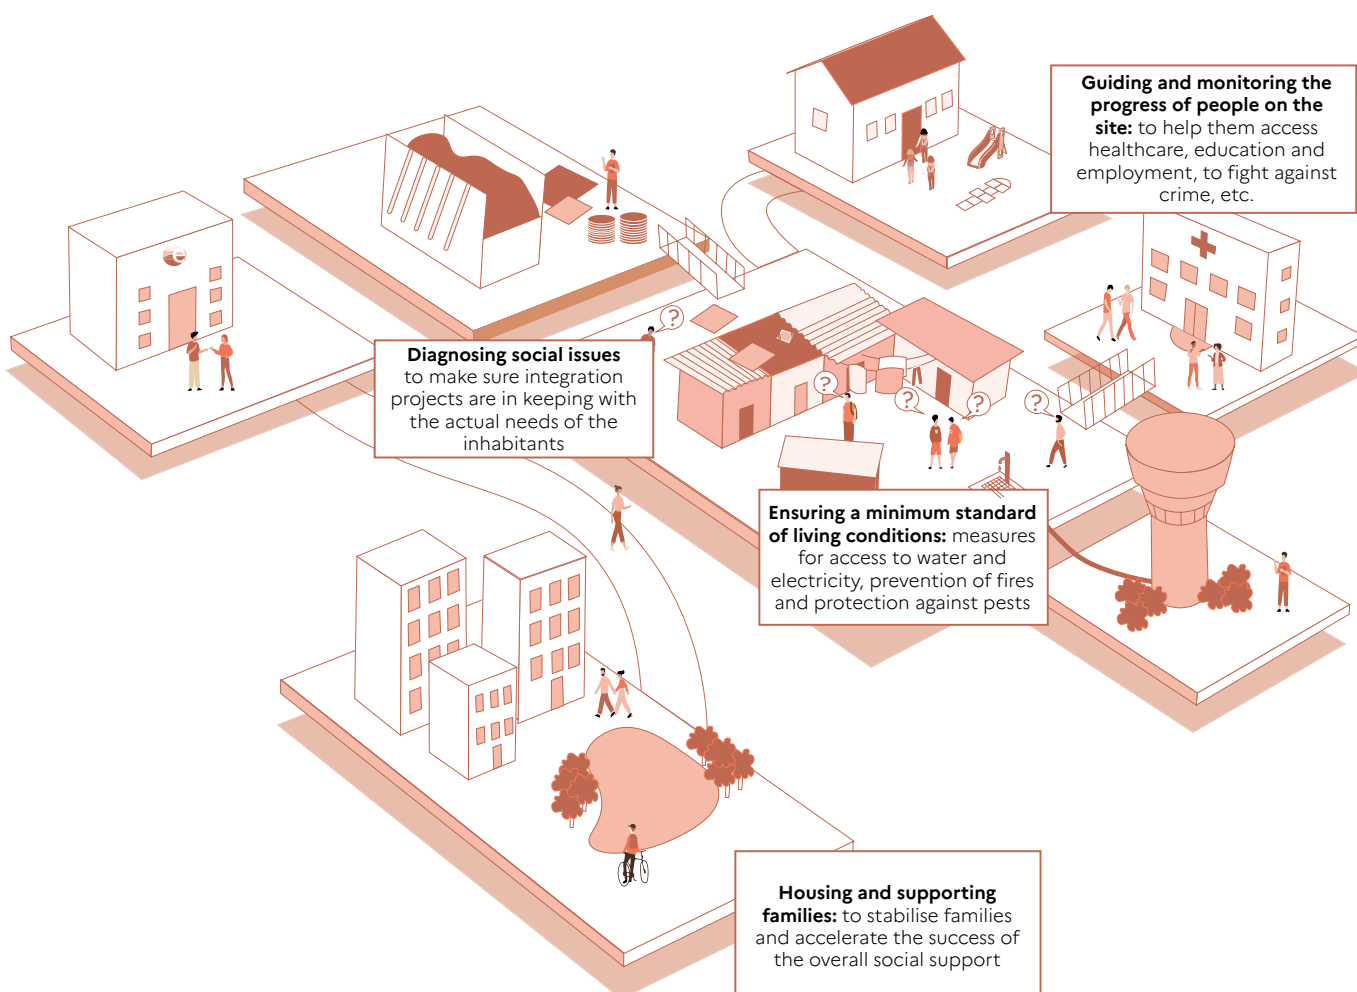 Guiding and monitoring the
progress of people on the
site: to help them access
healthcare, education and
employment, to fight against
crime, etc.
?
Diagnosing social issues
to make sure integration
projects are in keeping with
the actual needs of the
inhabitants
?
?
?
?
Ensuring a minimum standard
of living conditions: measures
for access to water and
electricity, prevention of fires
and protection against pests
Housing and supporting
families: to stabilise families
and accelerate the success of
the overall social support